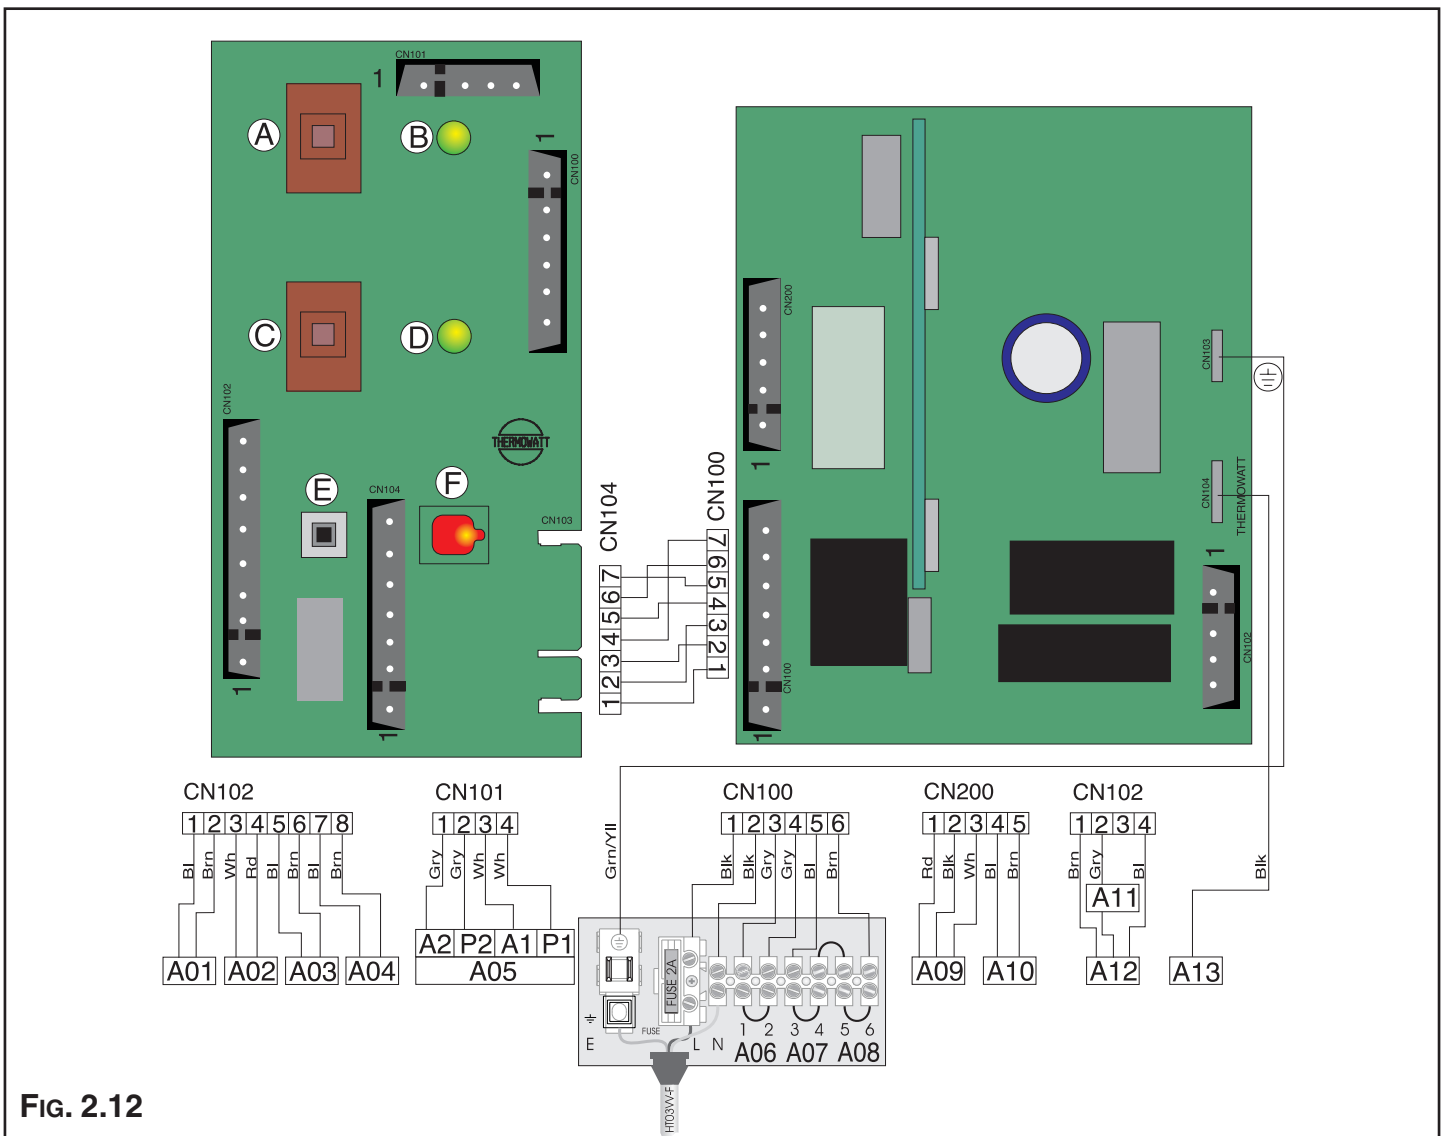 CN101
1
A
B
1
CN100
C
D
CN102
THERMOWATT
E
F
CN104
CN103
1
1
CN104
7
6
5
4
3
2
1
CN100
7
6
5
4
3
2
1
CN200
1
CN100
1
CN103
CN104
THERMOWATT
1
CN102
CN102
1 2 3 4 5 6 7 8
Bl Brn Wh Rd Bl Brn Bl Brn
A01 A02 A03 A04
CN101
1 2 3 4
Gry Gry Wh Wh
A2 P2 A1 P1
A05
Grn/Yll
CN100
1 2 3 4 5 6
Blk Blk Gry Gry Bl Brn
FUSE 2A
FUSE
E L N
1 2 3 4 5 6
A06 A07 A08
HT03VV-F
CN200
1 2 3 4 5
Rd Blk Wh Bl Brn
A09 A10
CN102
1 2 3 4
Brn Gry Bl
A11
A12
Blk
A13
FIG. 2.12